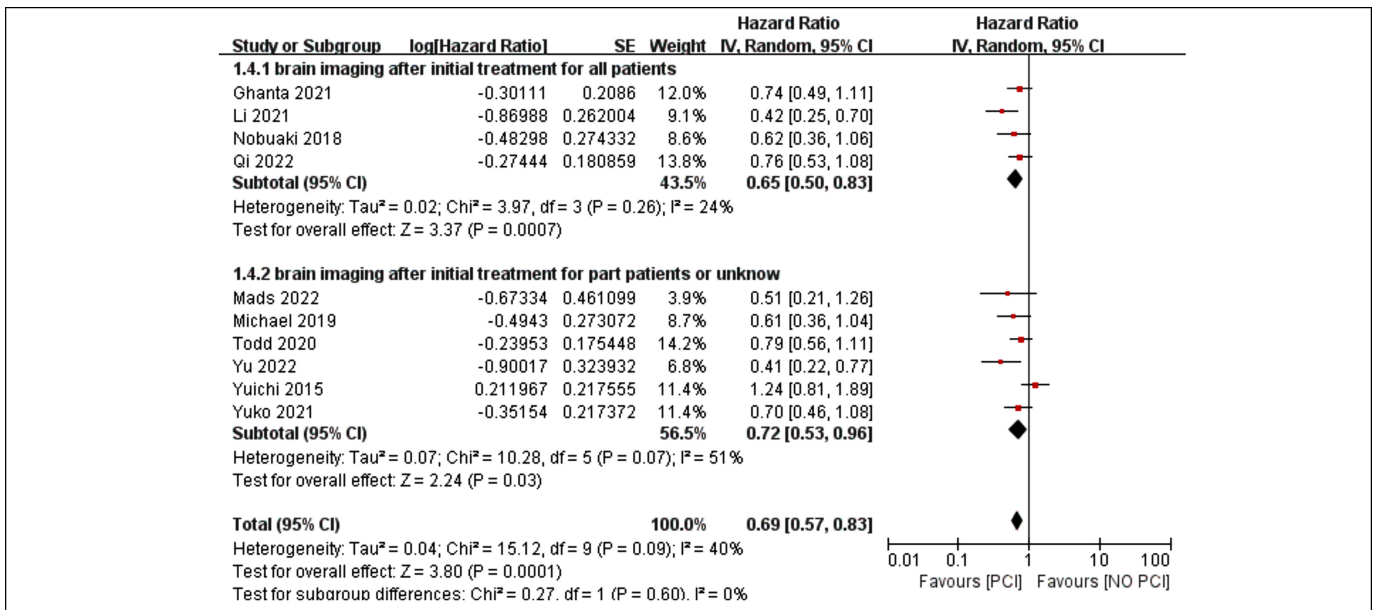 Hazard Ratio Hazard Ratio
Study or Subgroup log[Hazard Ratio] SE Weight IV, Random, 95% CI IV, Random, 95% CI
1.4.1 brain imaging after initial treatment for all patients
Ghanta 2021 -0.30111 0.2086 12.0% 0.74 [0.49, 1.11]
Li 2021 -0.86988 0.262004 9.1% 0.42 [0.25, 0.70]
Nobuaki 2018 -0.48298 0.274332 8.6% 0.62 [0.36, 1.06]
Qi 2022 -0.27444 0.180859 13.8% 0.76 [0.53, 1.08]
Subtotal (95% CI) 43.5% 0.65 [0.50, 0.83]
Heterogeneity: Tau² = 0.02; Chi² = 3.97, df = 3 (P = 0.26); I² = 24%
Test for overall effect: Z = 3.37 (P = 0.0007)
1.4.2 brain imaging after initial treatment for part patients or unknow
Mads 2022 -0.67334 0.461099 3.9% 0.51 [0.21, 1.26]
Michael 2019 -0.4943 0.273072 8.7% 0.61 [0.36, 1.04]
Todd 2020 -0.23953 0.175448 14.2% 0.79 [0.56, 1.11]
Yu 2022 -0.90017 0.323932 6.8% 0.41 [0.22, 0.77]
Yuichi 2015 0.211967 0.217555 11.4% 1.24 [0.81, 1.89]
Yuko 2021 -0.35154 0.217372 11.4% 0.70 [0.46, 1.08]
Subtotal (95% CI) 56.5% 0.72 [0.53, 0.96]
Heterogeneity: Tau² = 0.07; Chi² = 10.28, df = 5 (P = 0.07); I² = 51%
Test for overall effect: Z = 2.24 (P = 0.03)
Total (95% CI) 100.0% 0.69 [0.57, 0.83]
Heterogeneity: Tau² = 0.04; Chi² = 15.12, df = 9 (P = 0.09); I² = 40%
Test for overall effect: Z = 3.80 (P = 0.0001)
Test for subgroup differences: Chi² = 0.27, df = 1 (P = 0.60), I² = 0%
0.01 0.1 1 10 100
Favours [PCI] Favours [NO PCI]